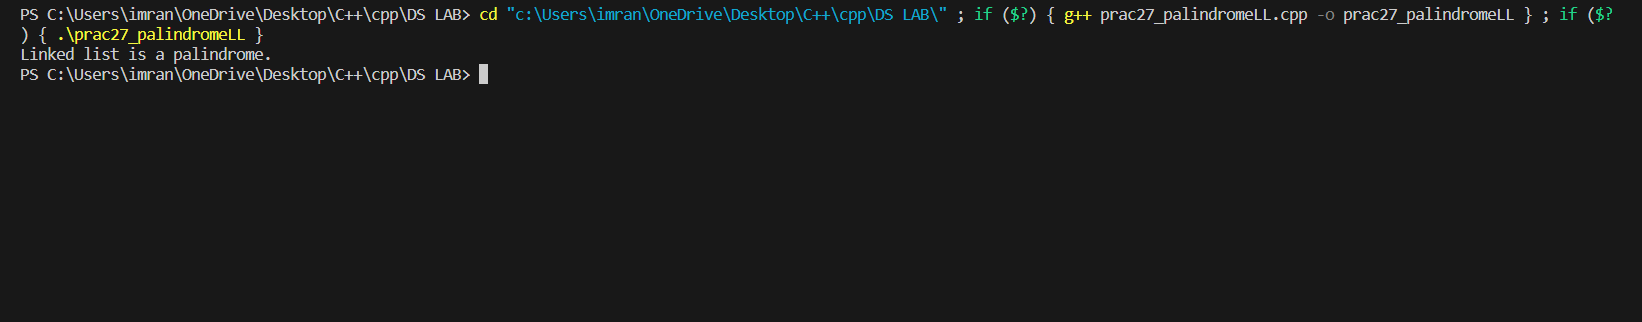 PS C:\Users\imran\OneDrive\Desktop\C++\cpp\DS LAB> cd "c:\Users\imran\OneDrive\Desktop\C++\cpp\DS LAB\" ; if ($?) { g++ prac27_palindromeLL.cpp -o prac27_palindromeLL } ; if ($?
) { .\prac27_palindromeLL }
Linked list is a palindrome.
PS C:\Users\imran\OneDrive\Desktop\C++\cpp\DS LAB>